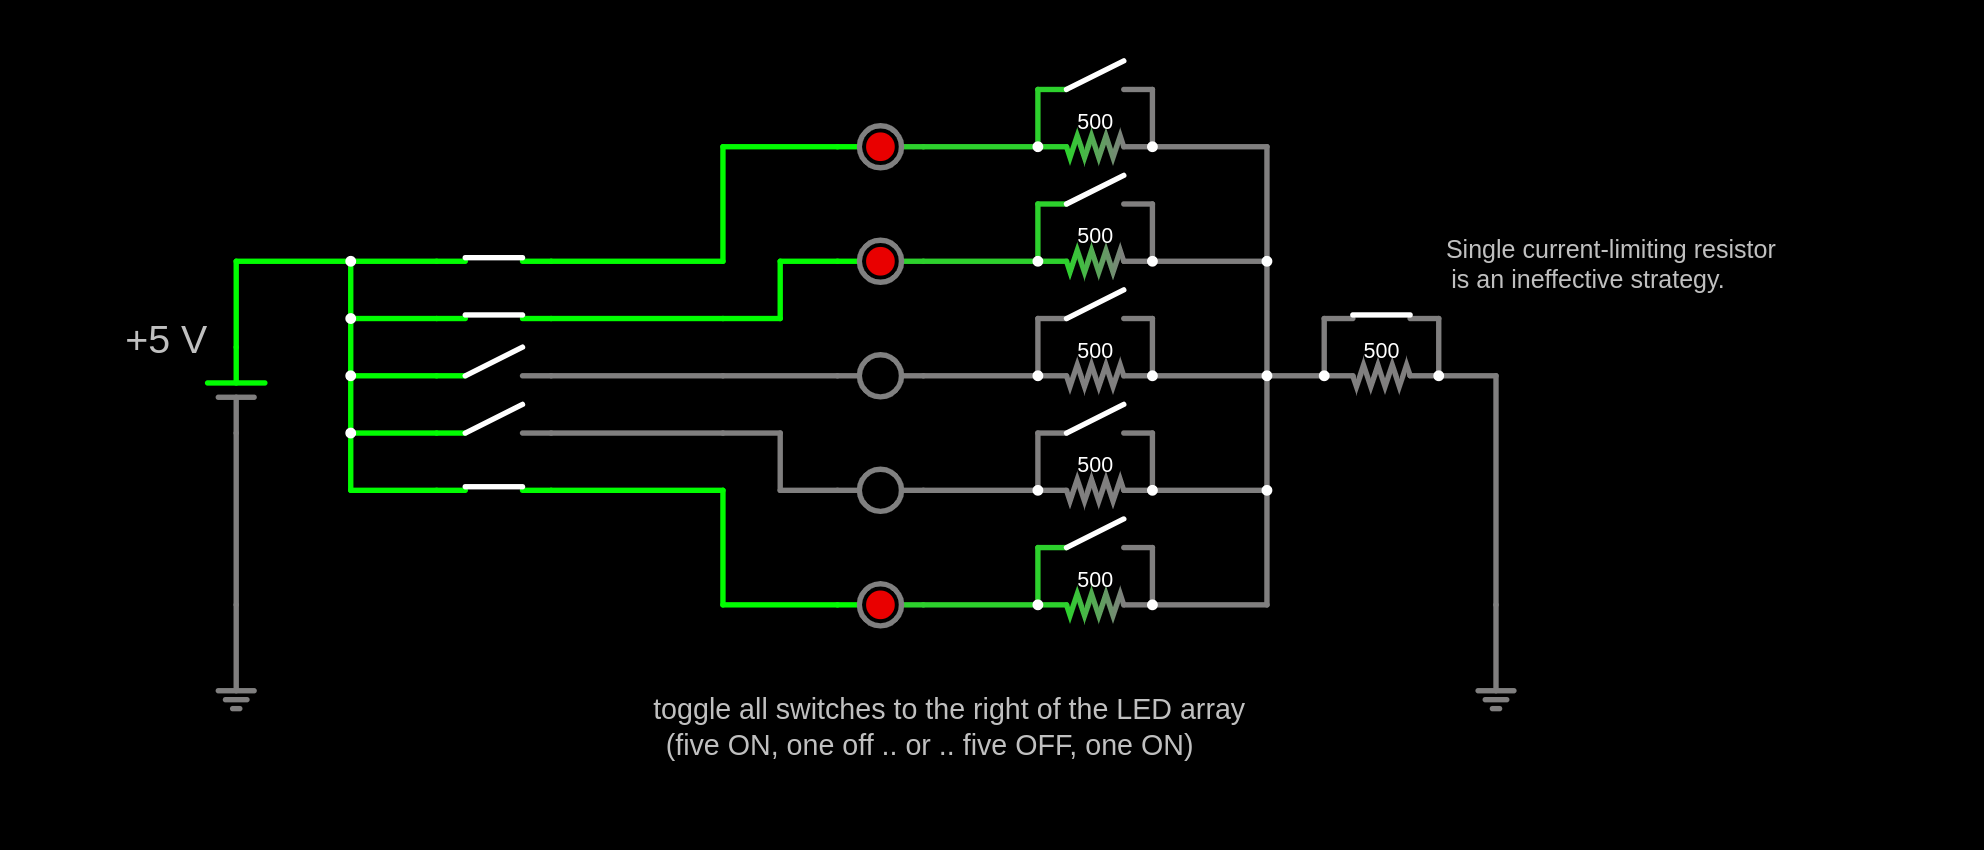 500
500
Single current-limiting resistor
is an ineffective strategy.
+5 V
500
500
500
500
toggle all switches to the right of the LED array
(five ON, one off .. or .. five OFF, one ON)